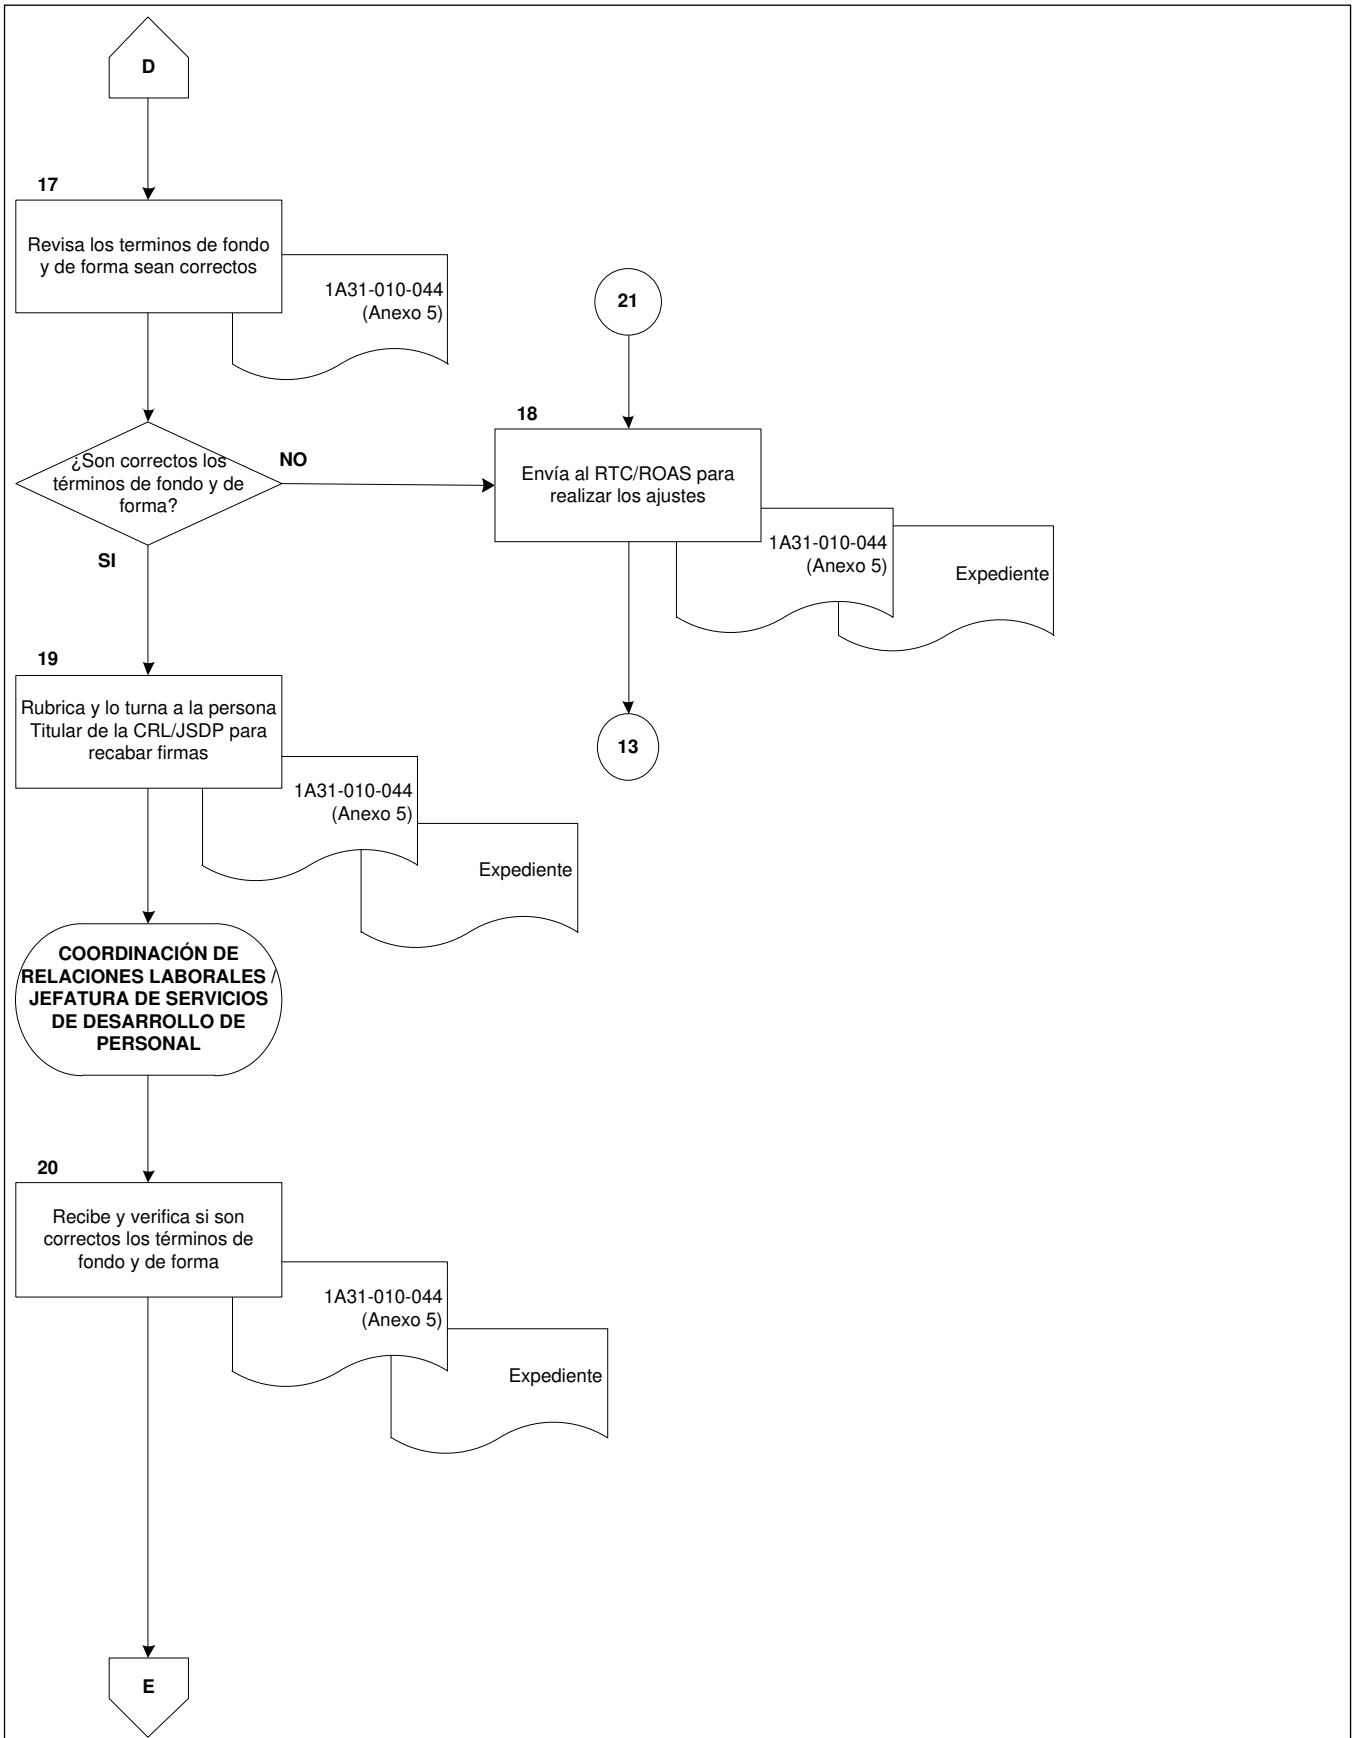 D
17
Revisa los terminos de fondo
y de forma sean correctos
1A31-010-044
(Anexo 5)
¿Son correctos los
términos de fondo y de
forma?
NO
SI
21
18
Envía al RTC/ROAS para
realizar los ajustes
1A31-010-044
(Anexo 5)
Expediente
13
19
Rubrica y lo turna a la persona
Titular de la CRL/JSDP para
recabar firmas
1A31-010-044
(Anexo 5)
Expediente
COORDINACIÓN DE
RELACIONES LABORALES /
JEFATURA DE SERVICIOS
DE DESARROLLO DE
PERSONAL
20
Recibe y verifica si son
correctos los términos de
fondo y de forma
1A31-010-044
(Anexo 5)
Expediente
E